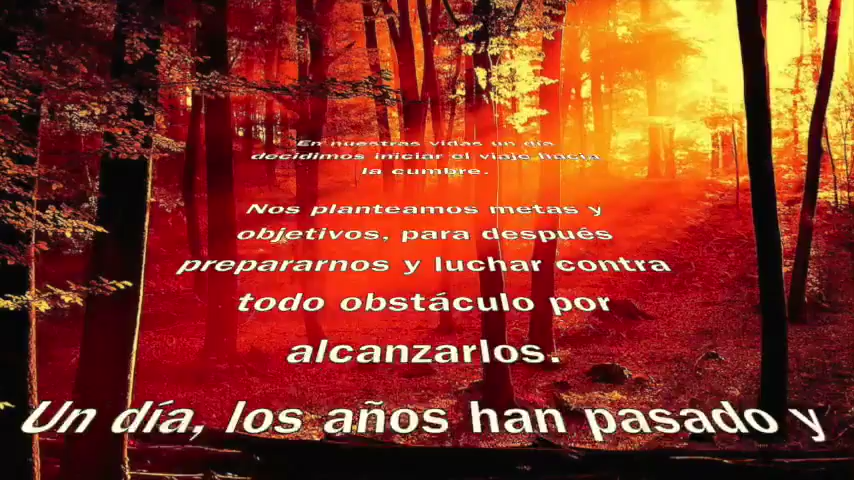 En nuestras vidas un día
decidimos iniciar el viaje hacia
la cumbre.
Nos planteamos metas y
objetivos, para después
prepararnos y luchar contra
todo obstáculo por
alcanzarlos.
Un día, los años han pasado y